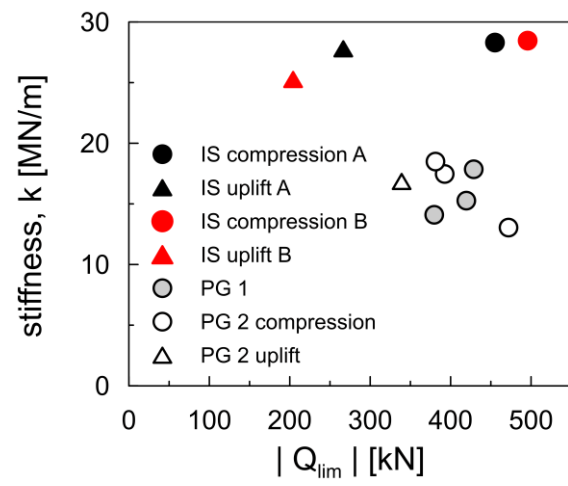 stiffness, k [MN/m]
30
20
10
0
IS compression A
IS uplift A
IS compression B
IS uplift B
PG 1
PG 2 compression
PG 2 uplift
0 100 200 300 400 500
| Qlim | [kN]